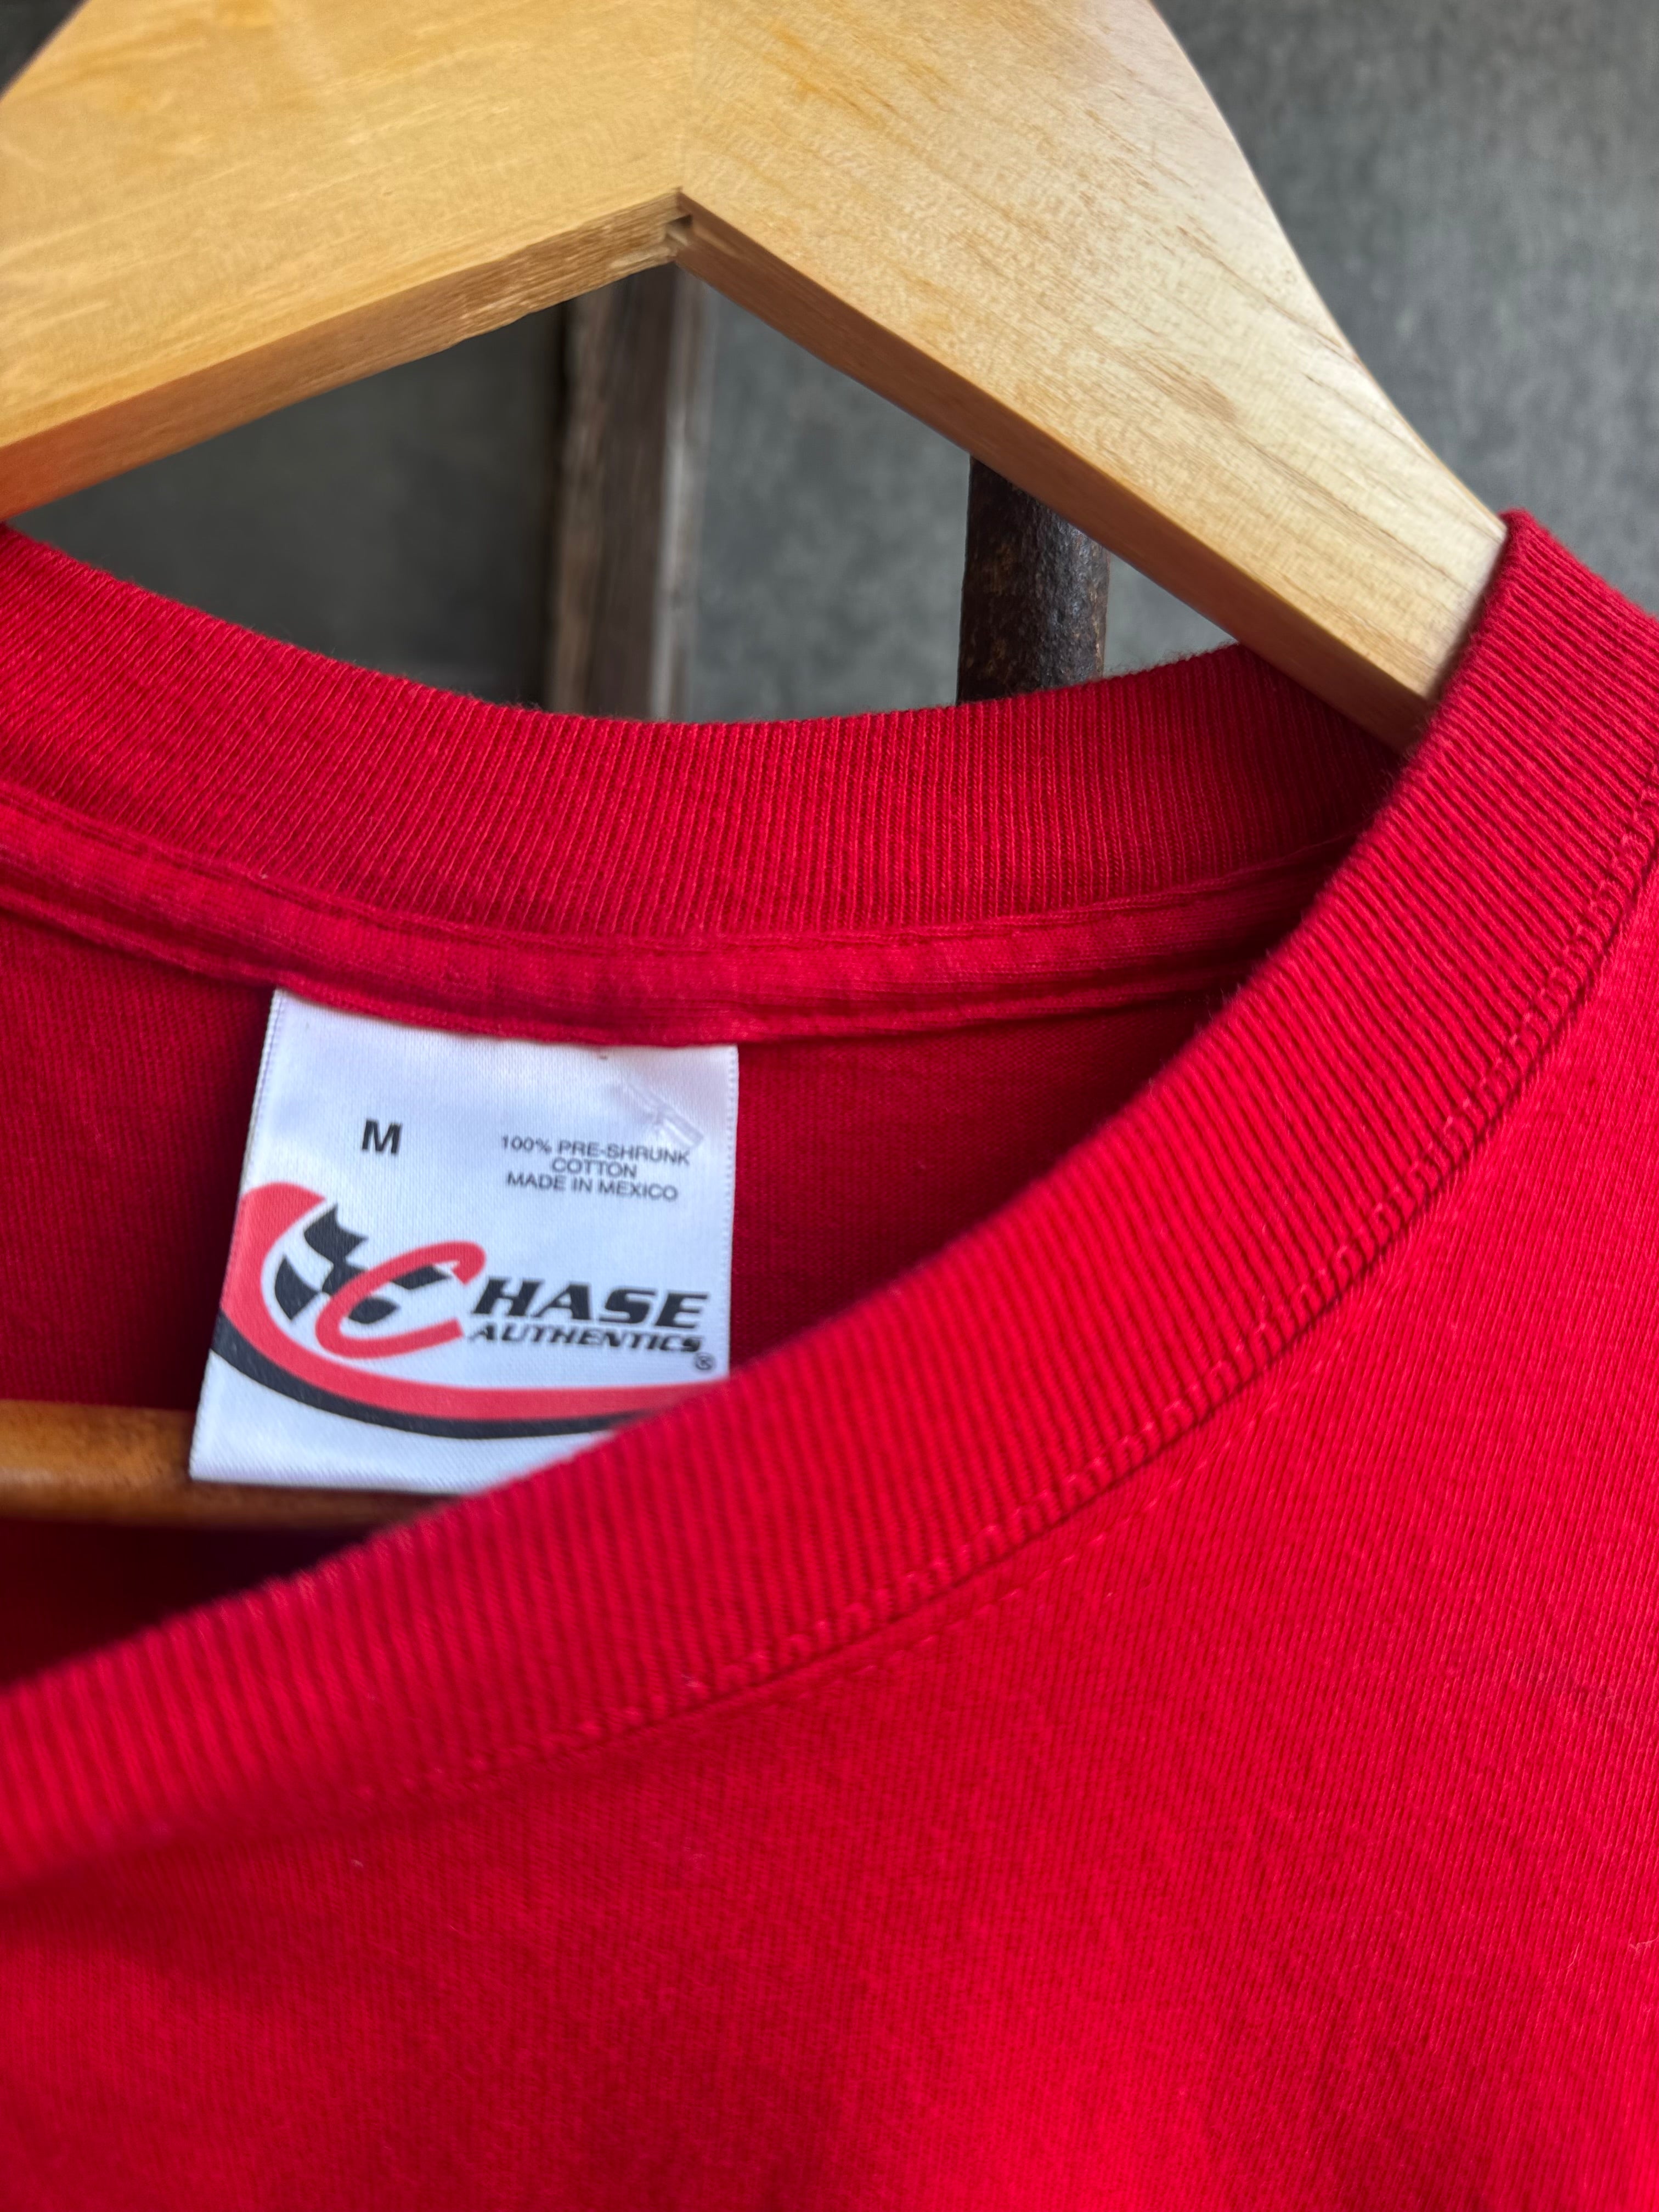 M
100% PRE-SHRUNK
COTTON
MADE IN MEXICO
CHASE
AUTHENTICS®